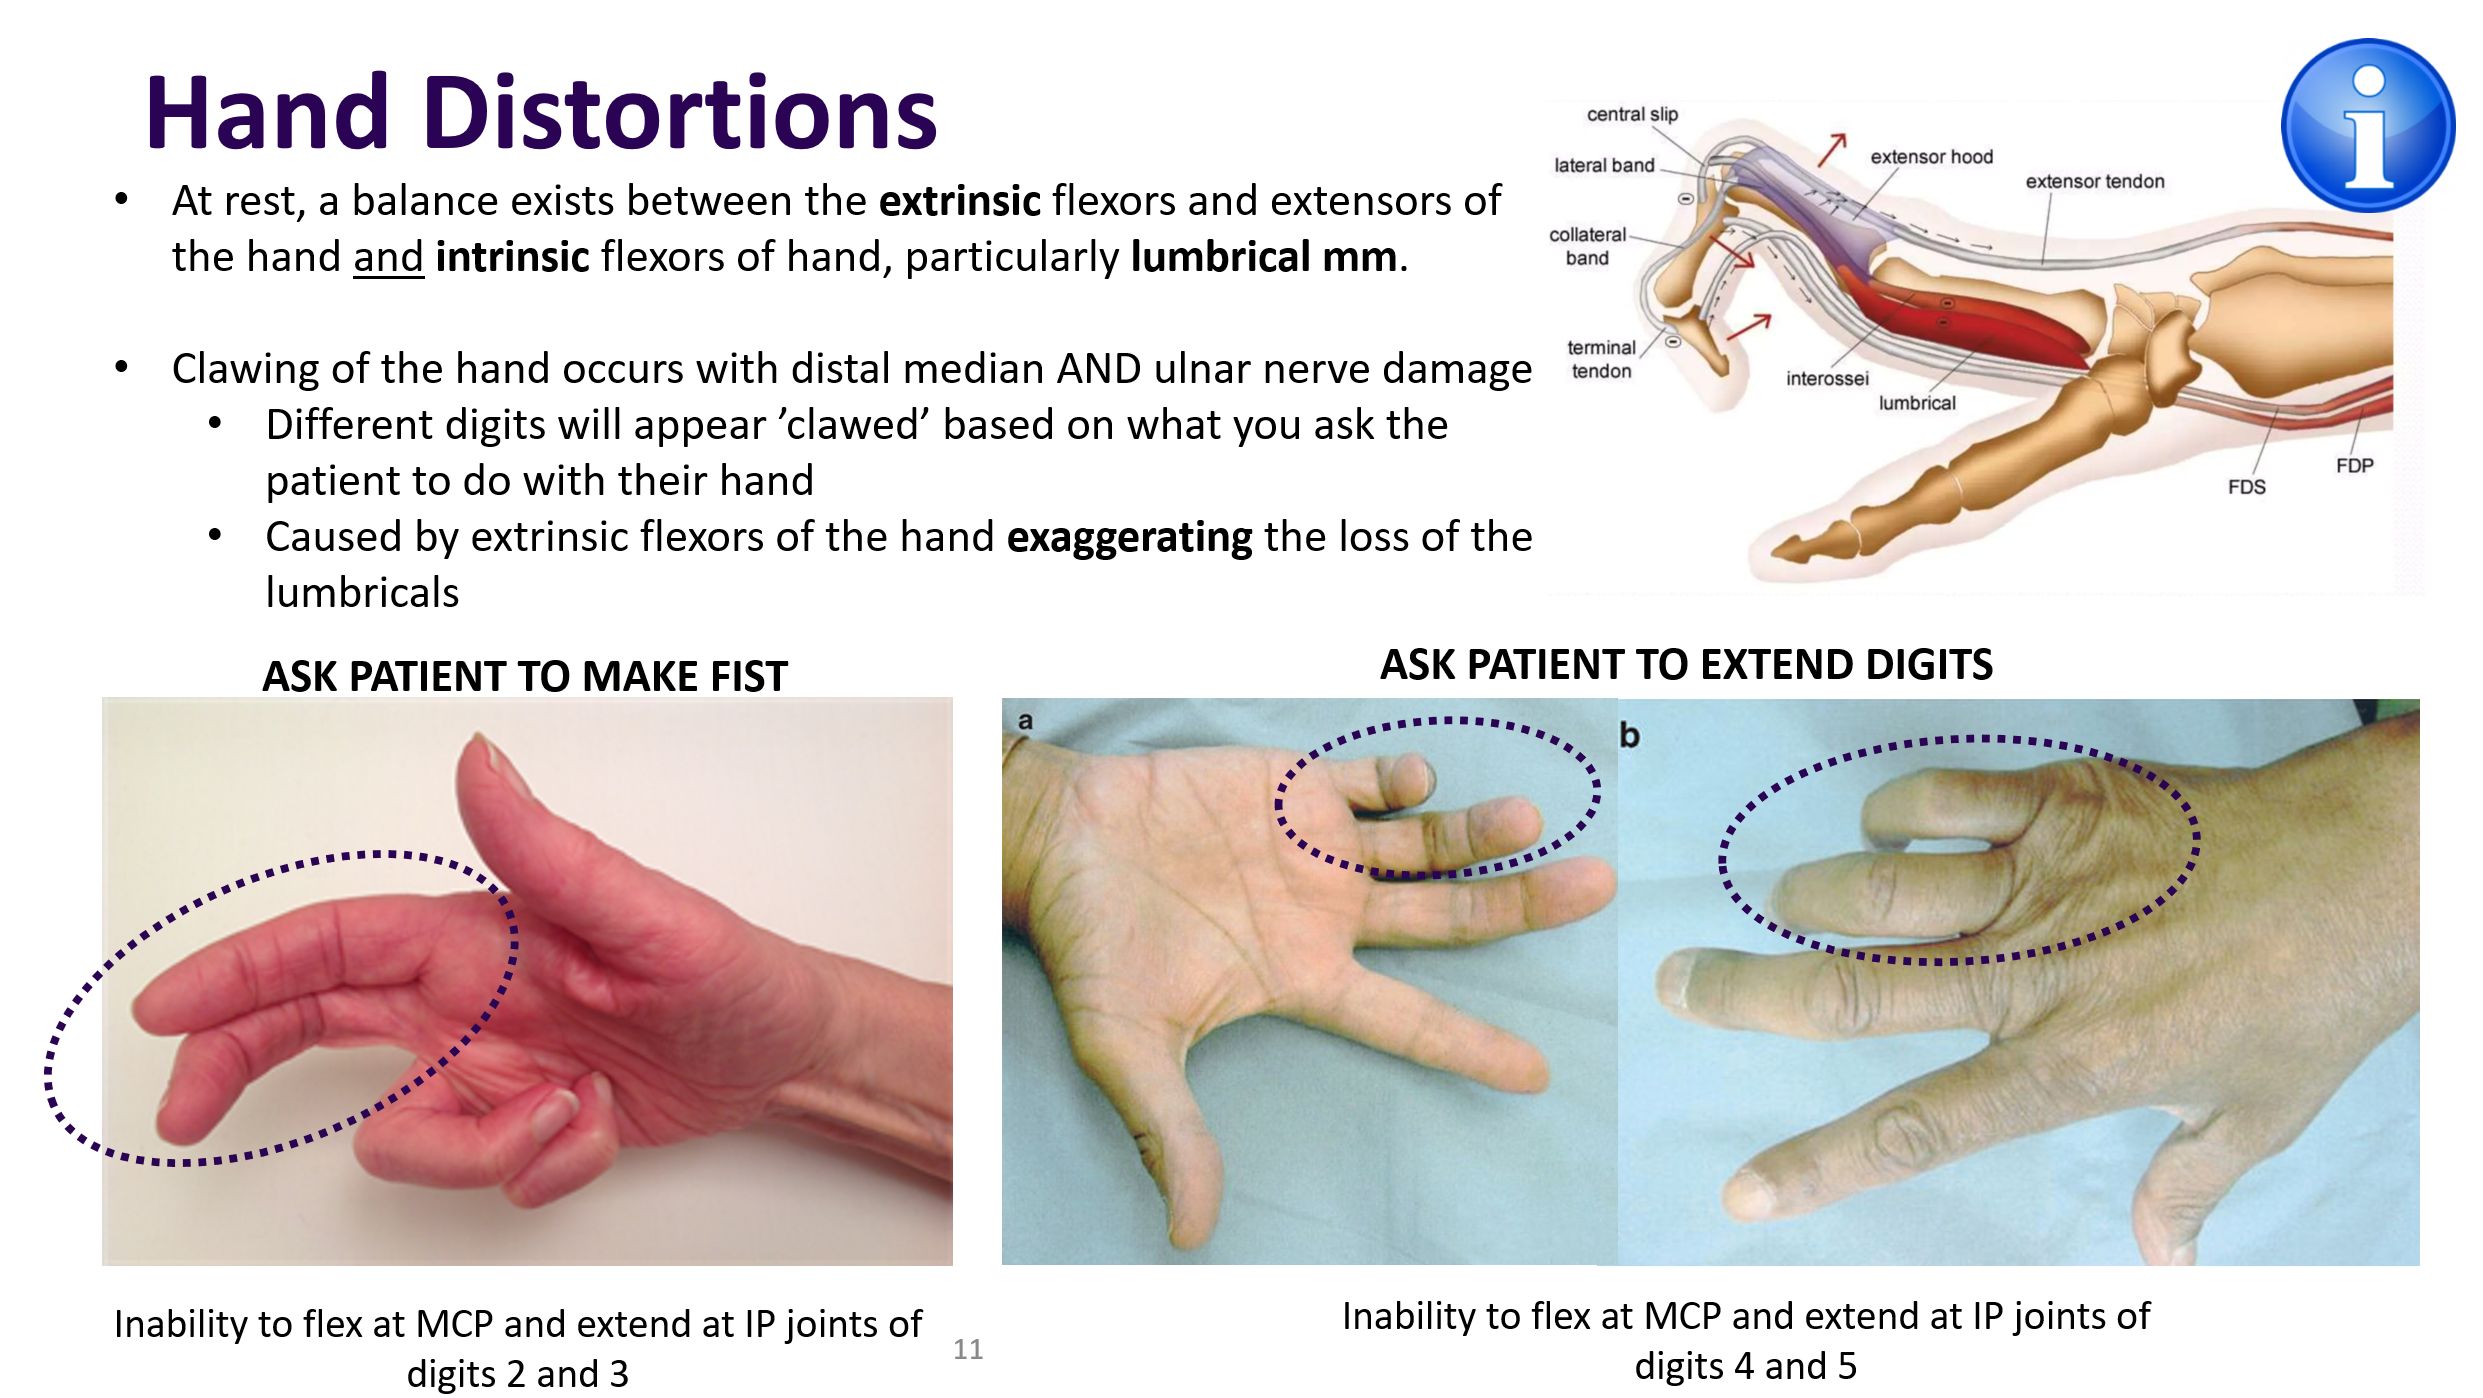 Hand Distortions
• At rest, a balance exists between the extrinsic flexors and extensors of
the hand and intrinsic flexors of hand, particularly lumbrical mm.
• Clawing of the hand occurs with distal median AND ulnar nerve damage
• Different digits will appear ’clawed’ based on what you ask the
patient to do with their hand
• Caused by extrinsic flexors of the hand exaggerating the loss of the
lumbricals
central slip
lateral band
collateral
band
terminal
tendon
extensor hood
extensor tendon
interossei
lumbrical
FDS
FDP
i
ASK PATIENT TO MAKE FIST
ASK PATIENT TO EXTEND DIGITS
a
b
Inability to flex at MCP and extend at IP joints of
digits 2 and 3
Inability to flex at MCP and extend at IP joints of
digits 4 and 5
11